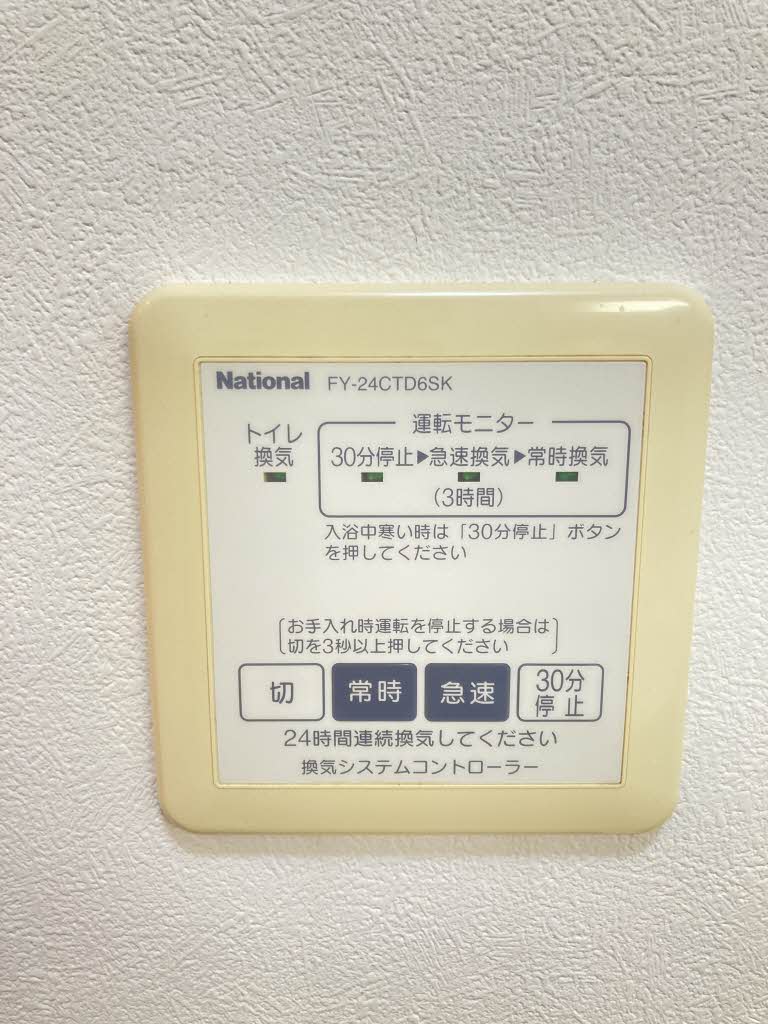 National FY-24CTD6SK
運転モニター
トイレ
換気
30分停止▶急速換気▶常時換気
（3時間）
入浴中寒い時は「30分停止」ボタン
を押してください
お手入れ時運転を停止する場合は
切を3秒以上押してください
切 常時 急速 30分
停止
24時間連続換気してください
換気システムコントローラー